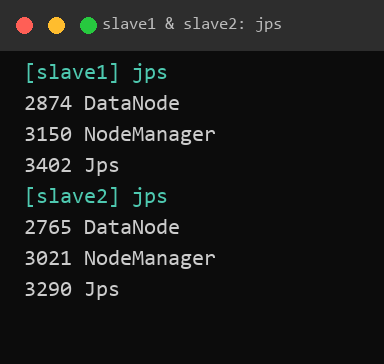 slave1 & slave2: jps
[slave1] jps
2874 DataNode
3150 NodeManager
3402 Jps
[slave2] jps
2765 DataNode
3021 NodeManager
3290 Jps